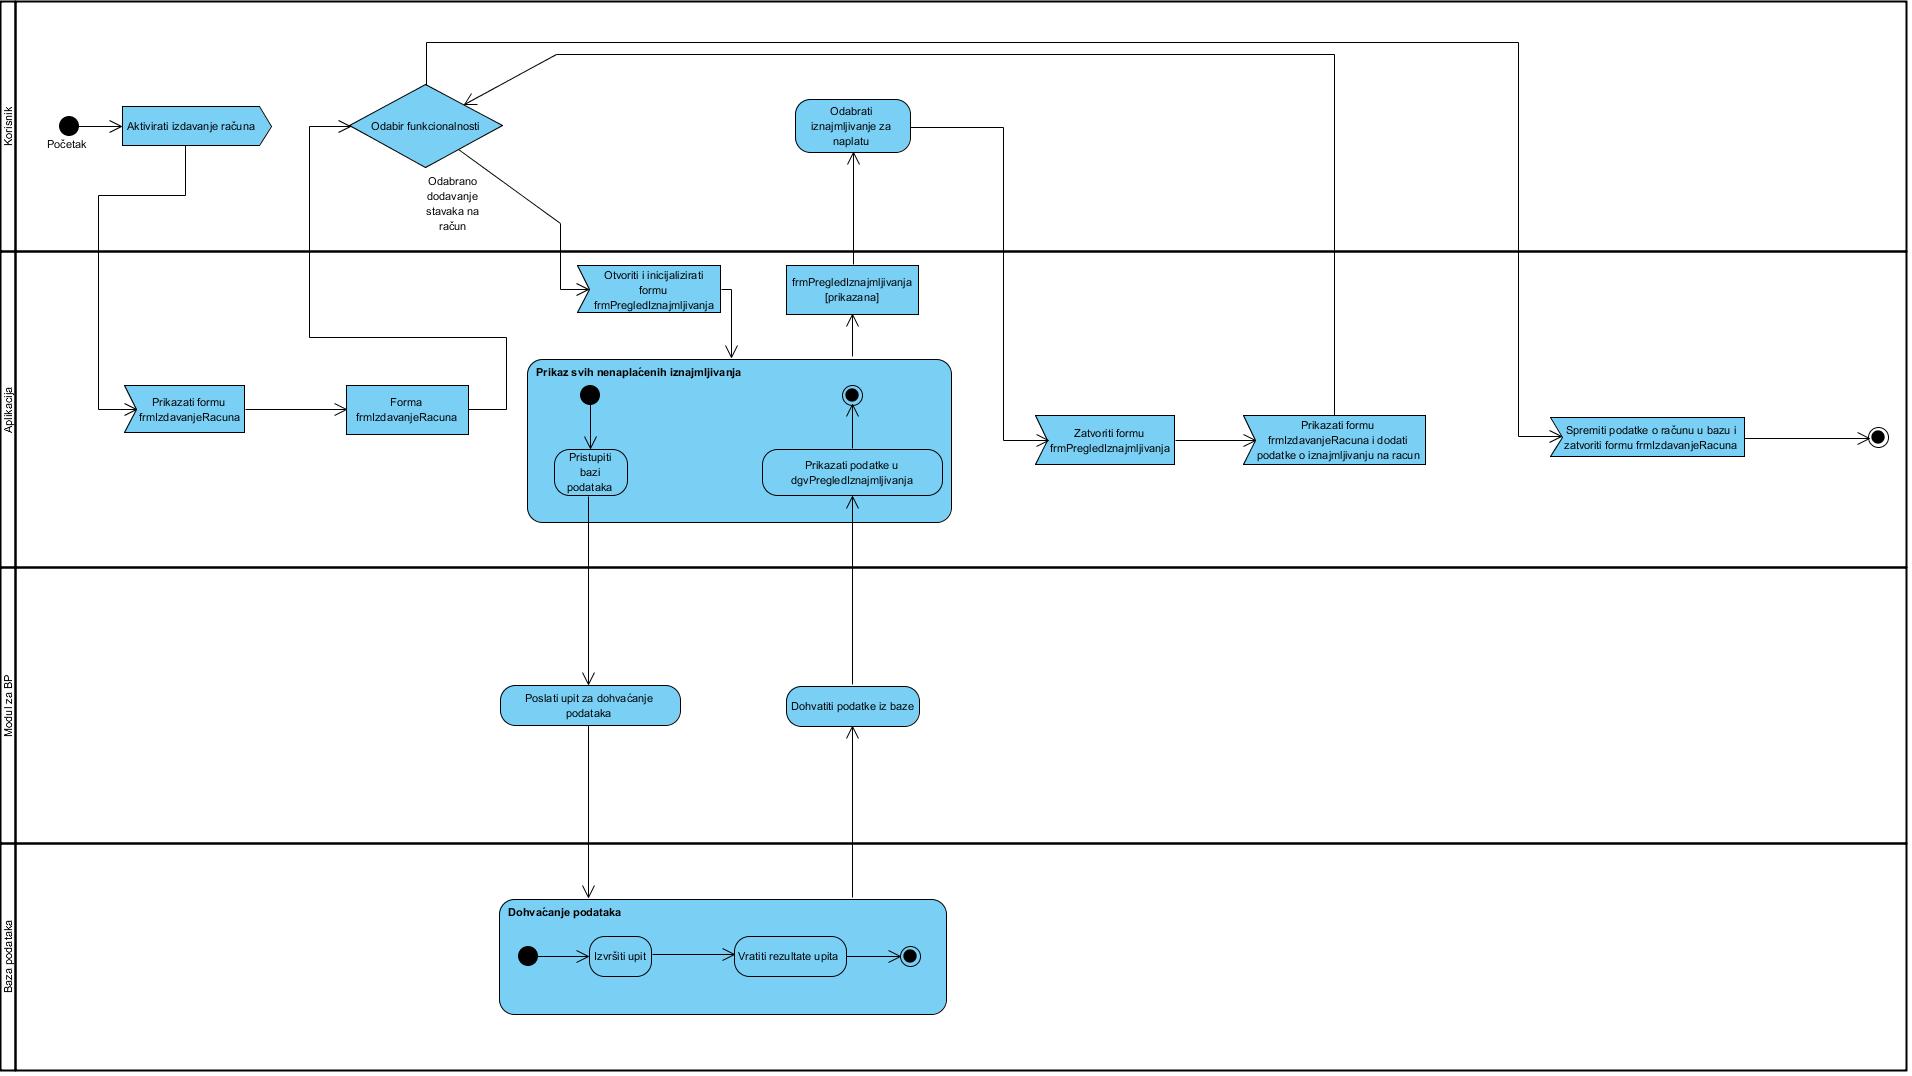 Korisnik
Početak
Aktivirati izdavanje računa
Odabir funkcionalnosti
Odabrano
dodavanje
stavaka na
račun
Odabrati
iznajmljivanje za
naplatu
Aplikacija
Otvoriti i inicijalizirati
formu
frmPregledIznajmljivanja
frmPregledIznajmljivanja
[prikazana]
Prikazati formu
frmIzdavanjeRacuna
Forma
frmIzdavanjeRacuna
Prikaz svih nenaplaćenih iznajmljivanja
Pristupiti
bazi
podataka
Prikazati podatke u
dgvPregledIznajmljivanja
Zatvoriti formu
frmPregledIznajmljivanja
Prikazati formu
frmIzdavanjeRacuna i dodati
podatke o iznajmljivanju na racun
Spremiti podatke o računu u bazu i
zatvoriti formu frmIzdavanjeRacuna
Modul za BP
Poslati upit za dohvaćanje
podataka
Dohvatiti podatke iz baze
Baza podataka
Dohvaćanje podataka
Izvršiti upit
Vratiti rezultate upita